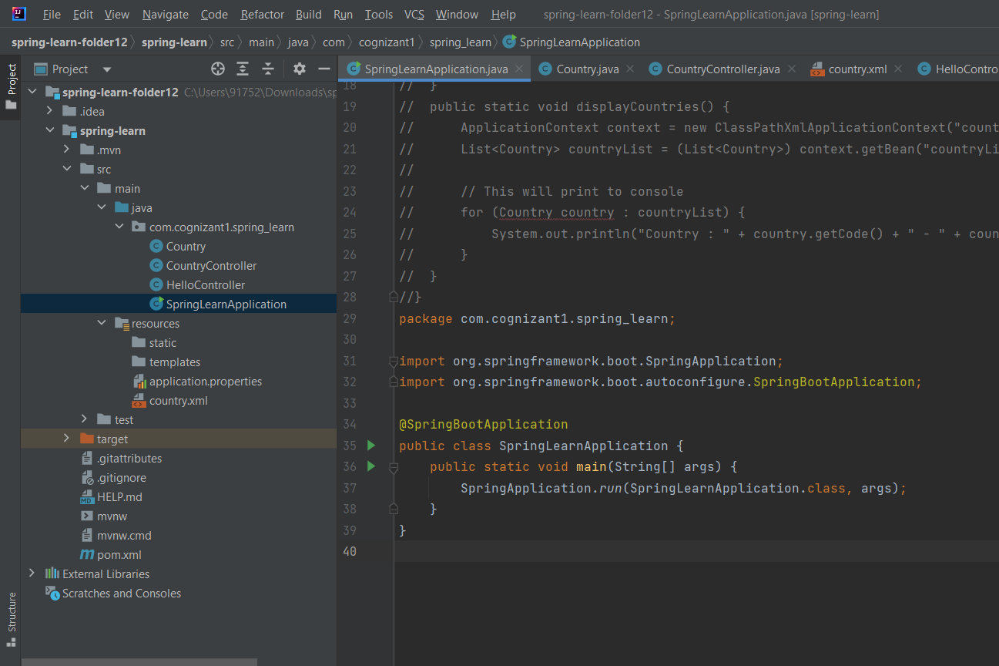 File Edit View Navigate Code Refactor Build Run Tools VCS Window Help spring-learn-folder12 - SpringLearnApplication.java [spring-learn]
spring-learn-folder12 spring-learn src main java com cognizant1 spring_learn SpringLearnApplication
Project
Project
SpringLearnApplication.java Country.java CountryController.java country.xml HelloContro
spring-learn-folder12 C:\Users\91752\Downloads\sp
.idea
spring-learn
.mvn
src
main
java
com.cognizant1.spring_learn
Country
CountryController
HelloController
SpringLearnApplication
resources
static
templates
application.properties
country.xml
test
target
.gitattributes
.gitignore
HELP.md
mvnw
mvnw.cmd
pom.xml
External Libraries
Scratches and Consoles
Structure
18 // }
19 // public static void displayCountries() {
20 // ApplicationContext context = new ClassPathXmlApplicationContext("count
21 // List<Country> countryList = (List<Country>) context.getBean("countryLi
22 //
23 // // This will print to console
24 // for (Country country : countryList) {
25 // System.out.println("Country : " + country.getCode() + " - " + coun
26 // }
27 // }
28 //}
29 package com.cognizant1.spring_learn;
30
31 import org.springframework.boot.SpringApplication;
32 import org.springframework.boot.autoconfigure.SpringBootApplication;
33
34 @SpringBootApplication
35 public class SpringLearnApplication {
36 public static void main(String[] args) {
37 SpringApplication.run(SpringLearnApplication.class, args);
38 }
39 }
40